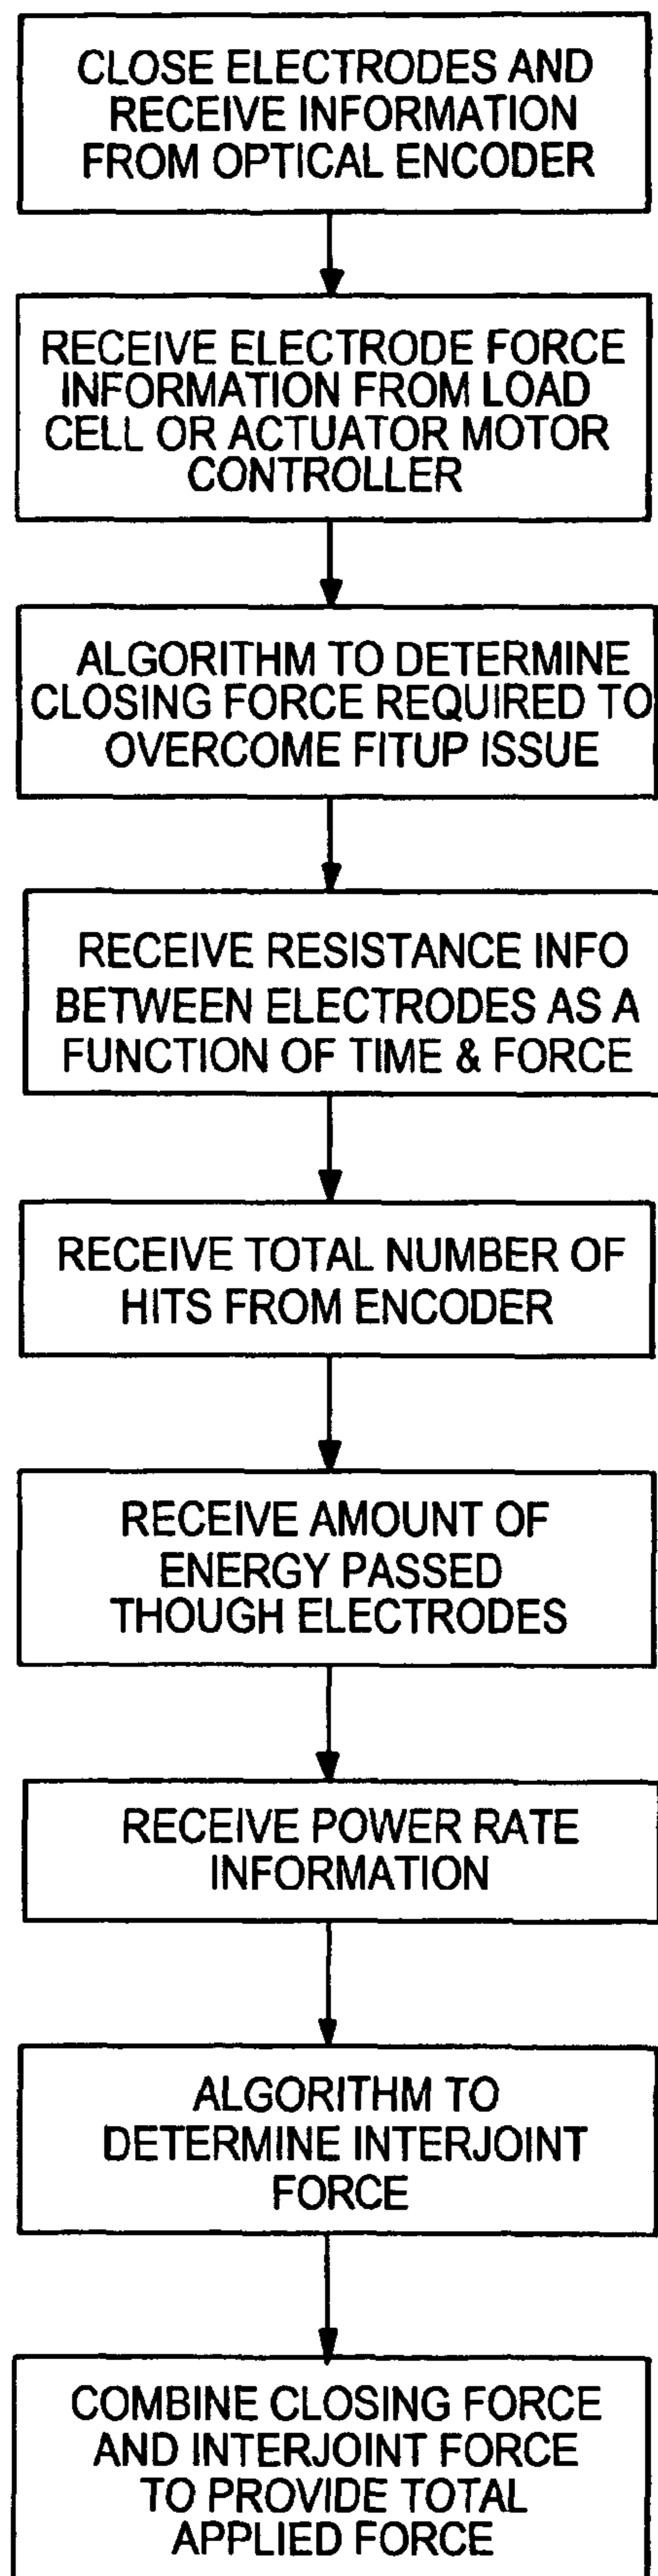 CLOSE ELECTRODES AND
RECEIVE INFORMATION
FROM OPTICAL ENCODER
RECEIVE ELECTRODE FORCE
INFORMATION FROM LOAD
CELL OR ACTUATOR MOTOR
CONTROLLER
ALGORITHM TO DETERMINE
CLOSING FORCE REQUIRED TO
OVERCOME FITUP ISSUE
RECEIVE RESISTANCE INFO
BETWEEN ELECTRODES AS A
FUNCTION OF TIME & FORCE
RECEIVE TOTAL NUMBER OF
HITS FROM ENCODER
RECEIVE AMOUNT OF
ENERGY PASSED
THOUGH ELECTRODES
RECEIVE POWER RATE
INFORMATION
ALGORITHM TO
DETERMINE INTERJOINT
FORCE
COMBINE CLOSING FORCE
AND INTERJOINT FORCE
TO PROVIDE TOTAL
APPLIED FORCE